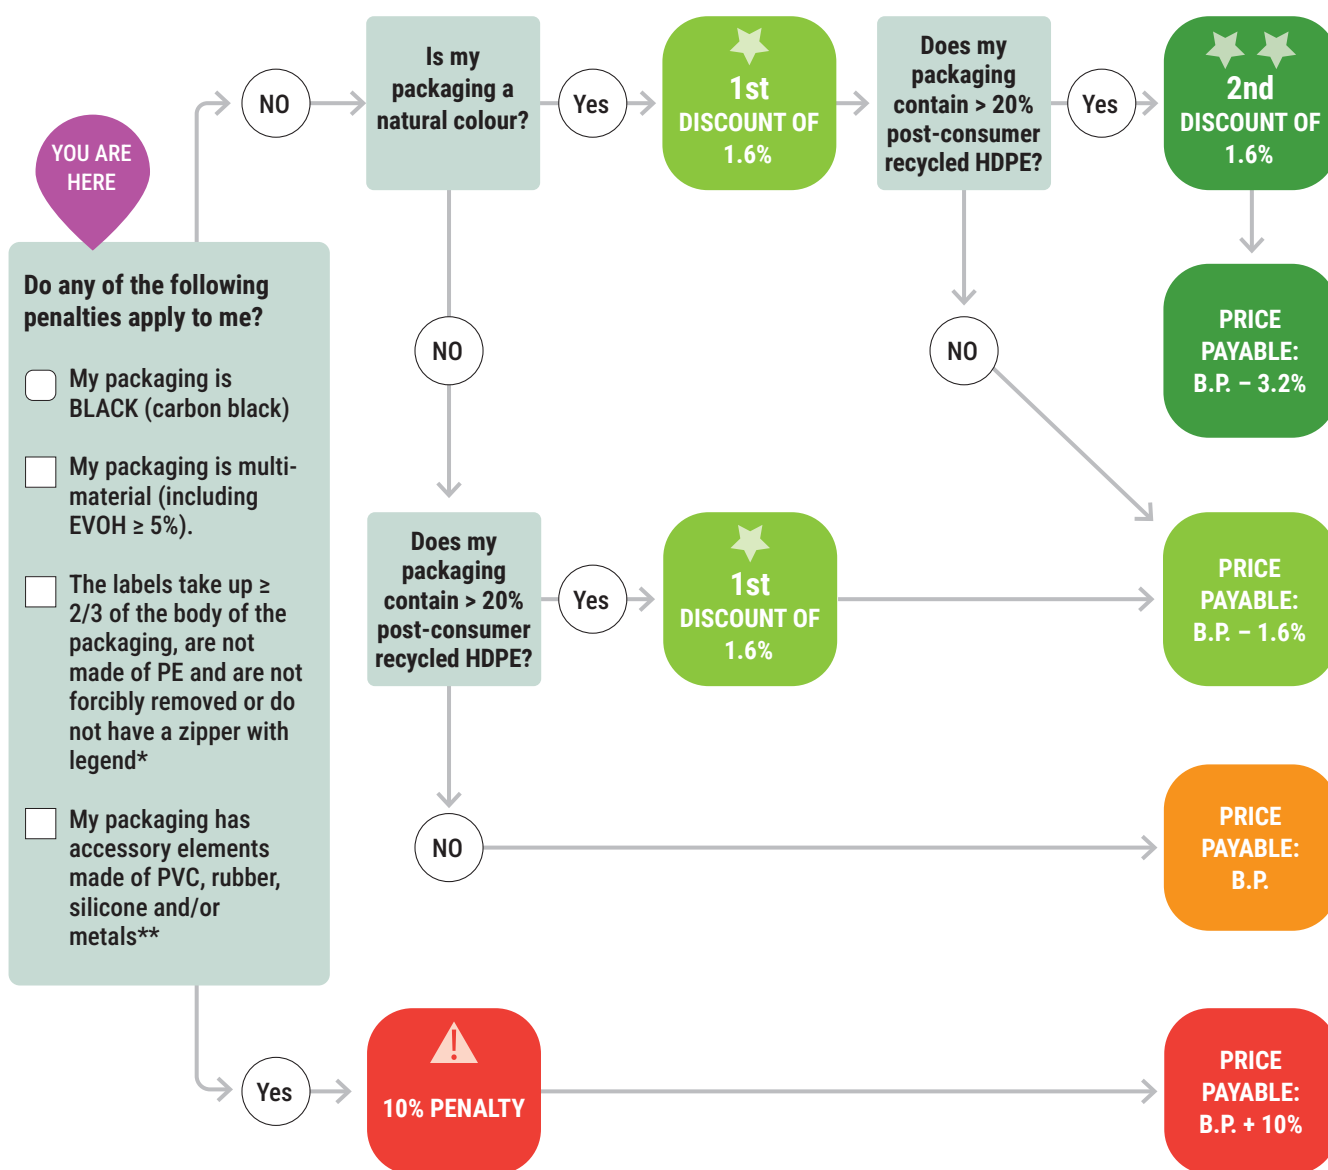 YOU ARE
HERE
Do any of the following
penalties apply to me?
My packaging is
BLACK (carbon black)
My packaging is multi-
material (including
EVOH ≥ 5%).
The labels take up ≥
2/3 of the body of the
packaging, are not
made of PE and are not
forcibly removed or do
not have a zipper with
legend*
My packaging has
accessory elements
made of PVC, rubber,
silicone and/or
metals**
NO
Is my
packaging a
natural colour?
Yes
1st
DISCOUNT OF
1.6%
Does my
packaging
contain > 20%
post-consumer
recycled HDPE?
Yes
2nd
DISCOUNT OF
1.6%
PRICE
PAYABLE:
B.P. – 3.2%
NO
NO
Does my
packaging
contain > 20%
post-consumer
recycled HDPE?
Yes
1st
DISCOUNT OF
1.6%
PRICE
PAYABLE:
B.P. – 1.6%
NO
PRICE
PAYABLE:
B.P.
Yes
10% PENALTY
PRICE
PAYABLE:
B.P. + 10%